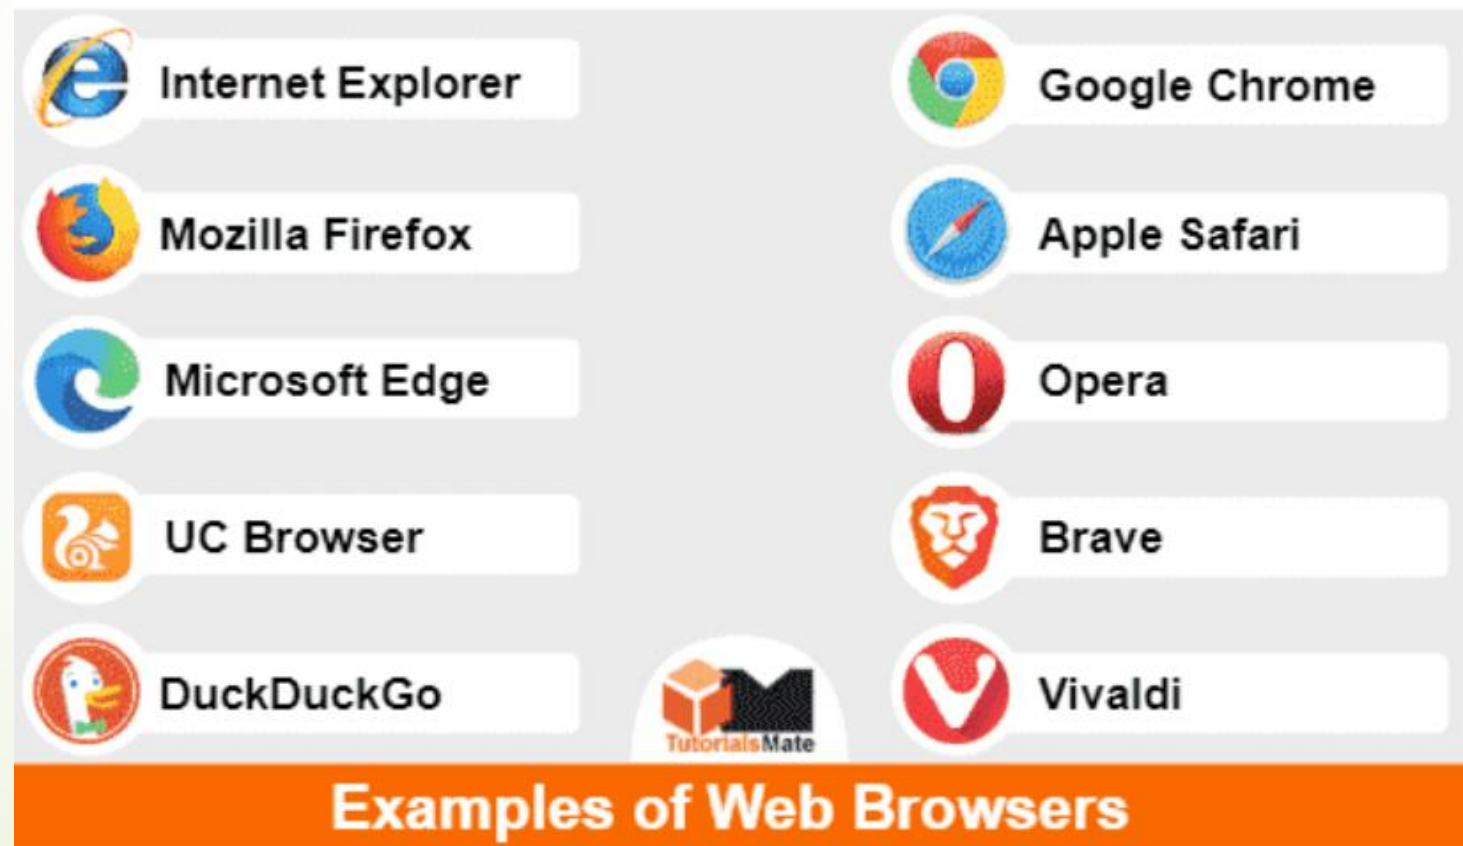 Internet Explorer
Google Chrome
Mozilla Firefox
Apple Safari
Microsoft Edge
Opera
UC Browser
Brave
DuckDuckGo
Vivaldi
TutorialsMate
Examples of Web Browsers